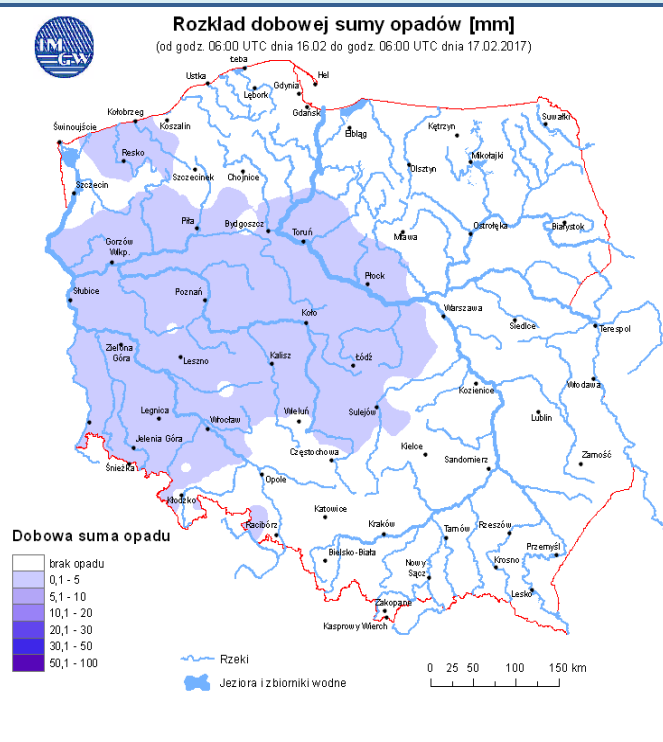 Rozkład dobowej sumy opadów [mm]
(od godz. 06:00 UTC dnia 16.02 do godz. 06:00 UTC dnia 17.02.2017)
IM
GW
Łeba
Hel
Ustka
Gdynia
Lębork
Gdańsk
Kołobrzeg
Koszalin
Suwałki
Świnoujście
Elbląg
Kętrzyn
Resko
Mikołajki
Olsztyn
Szczecinek
Chojnice
Szczecin
Piła
Bydgoszcz
Toruń
Mława
Ostrołęka
Białystok
Gorzów
Wlkp.
Płock
Słubice
Poznań
Koło
Warszawa
Siedlce
Terespol
Zielona
Góra
Leszno
Kalisz
Łódź
Kozienice
Włodawa
Legnica
Wrocław
Wieluń
Sulejów
Lublin
Jelenia Góra
Częstochowa
Kielce
Sandomierz
Zamość
Śnieżka
Opole
Kłodzko
Katowice
Racibórz
Kraków
Tarnów
Rzeszów
Przemyśl
Bielsko-Biała
Nowy
Sącz
Krosno
Lesko
Zakopane
Kasprowy Wierch
Dobowa suma opadu
brak opadu
0,1 - 5
5,1 - 10
10,1 - 20
20,1 - 30
30,1 - 50
50,1 - 100
Rzeki
Jeziora i zbiorniki wodne
0 25 50 100 150 km